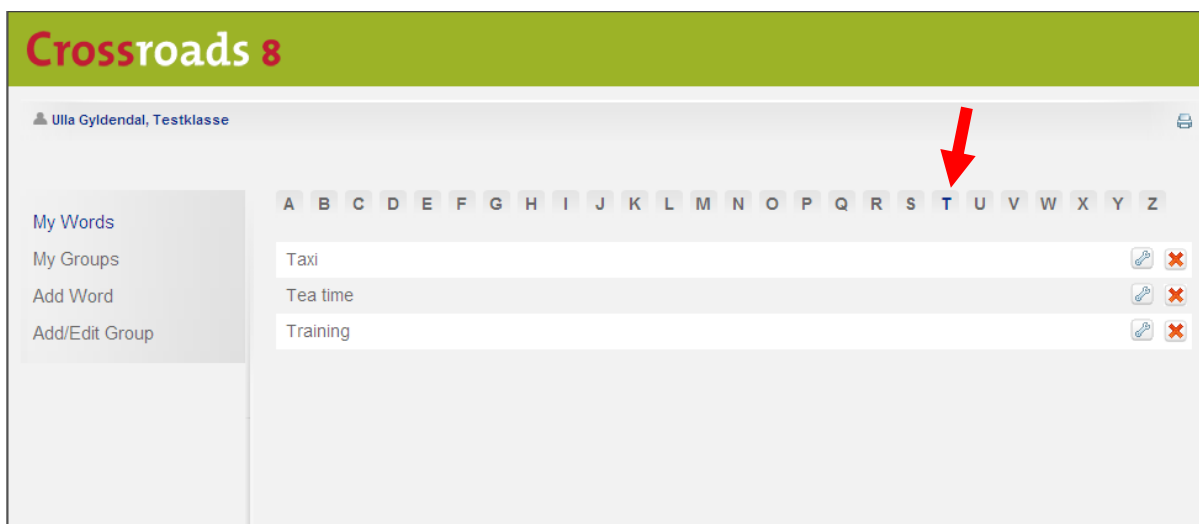 Crossroads 8
Ulla Gyldendal, Testklasse
A B C D E F G H I J K L M N O P Q R S T U V W X Y Z
My Words
My Groups
Add Word
Add/Edit Group
Taxi
Tea time
Training